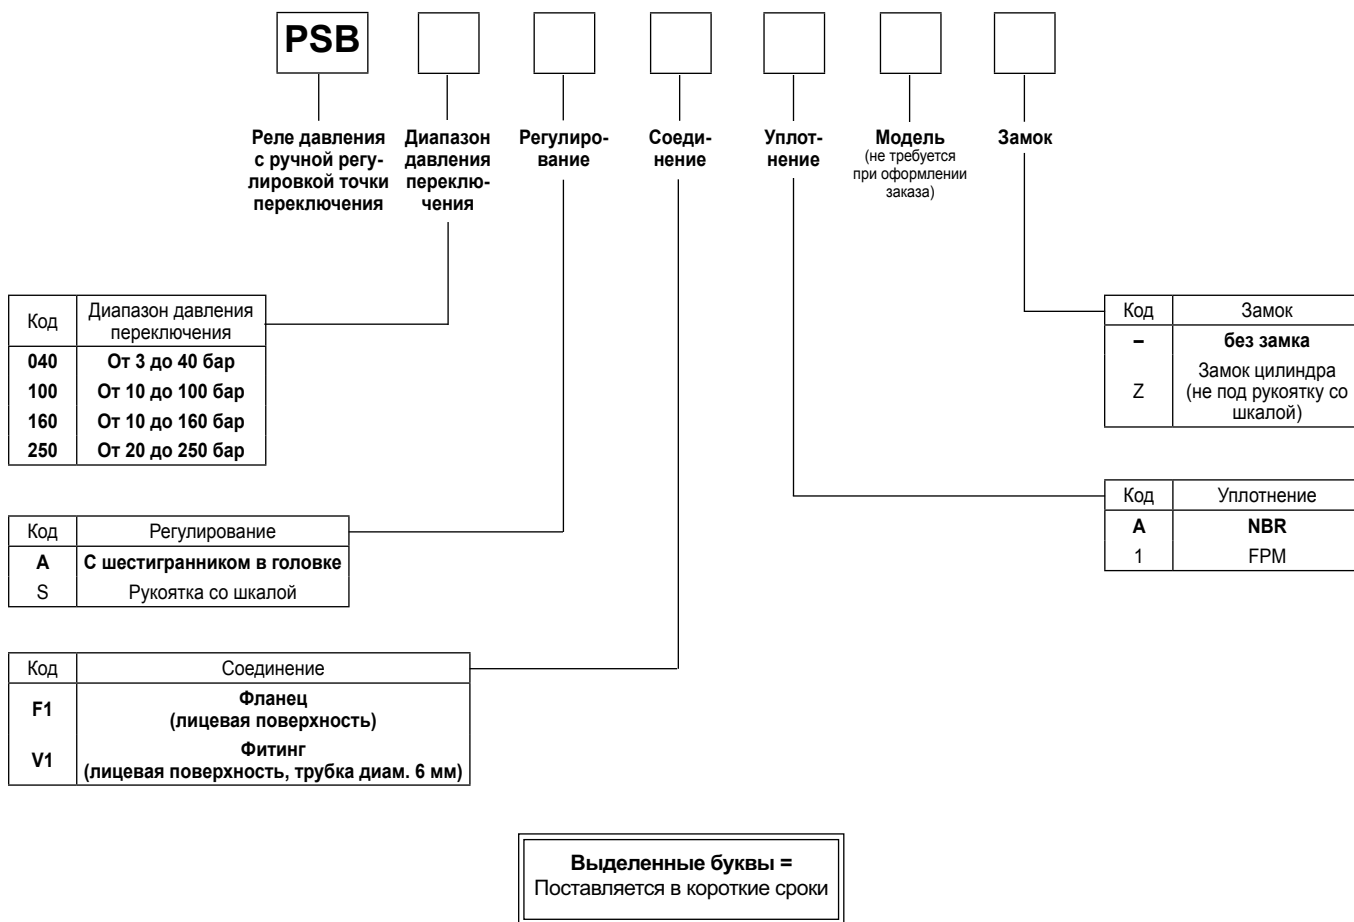 PSB
Реле давления
с ручной регу-
лировкой точки
переключения
Диапазон
давления
переклю-
чения
Регулиро-
вание
Соеди-
нение
Уплот-
нение
Модель
(не требуется
при оформлении
заказа)
Замок
Код Диапазон давления
переключения
040 От 3 до 40 бар
100 От 10 до 100 бар
160 От 10 до 160 бар
250 От 20 до 250 бар
Код Замок
– без замка
Z Замок цилиндра
(не под рукоятку со
шкалой)
Код Уплотнение
A NBR
1 FPM
Код Регулирование
A С шестигранником в головке
S Рукоятка со шкалой
Код Соединение
F1 Фланец
(лицевая поверхность)
V1 Фитинг
(лицевая поверхность, трубка диам. 6 мм)
Выделенные буквы =
Поставляется в короткие сроки